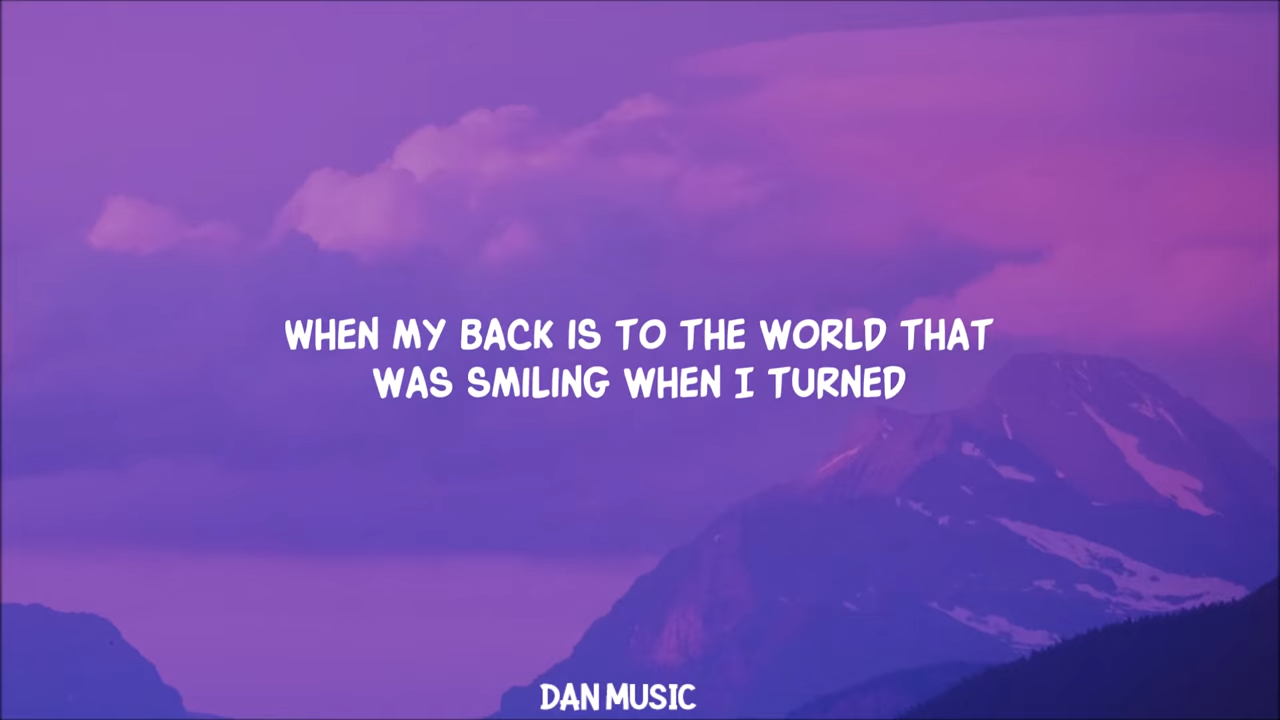 WHEN MY BACK IS TO THE WORLD THAT
WAS SMILING WHEN I TURNED
DAN MUSIC